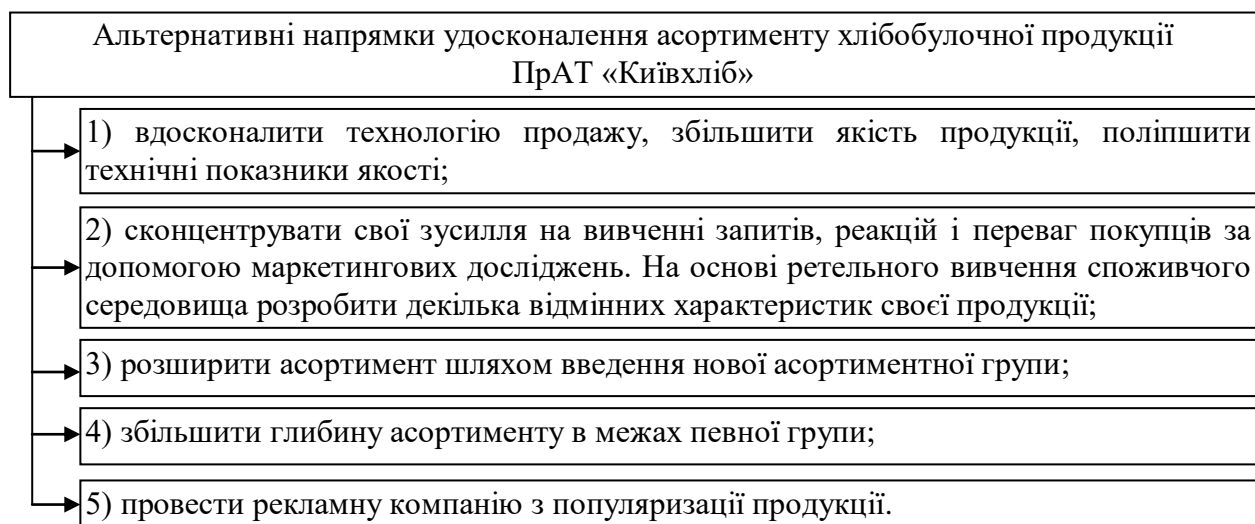 Альтернативні напрямки удосконалення асортименту хлібобулочної продукції
ПрАТ «Київхліб»
1) вдосконалити технологію продажу, збільшити якість продукції, поліпшити
технічні показники якості;
2) сконцентрувати свої зусилля на вивченні запитів, реакцій і переваг покупців за
допомогою маркетингових досліджень. На основі ретельного вивчення споживчого
середовища розробити декілька відмінних характеристик своєї продукції;
3) розширити асортимент шляхом введення нової асортиментної групи;
4) збільшити глибину асортименту в межах певної групи;
5) провести рекламну компанію з популяризації продукції.